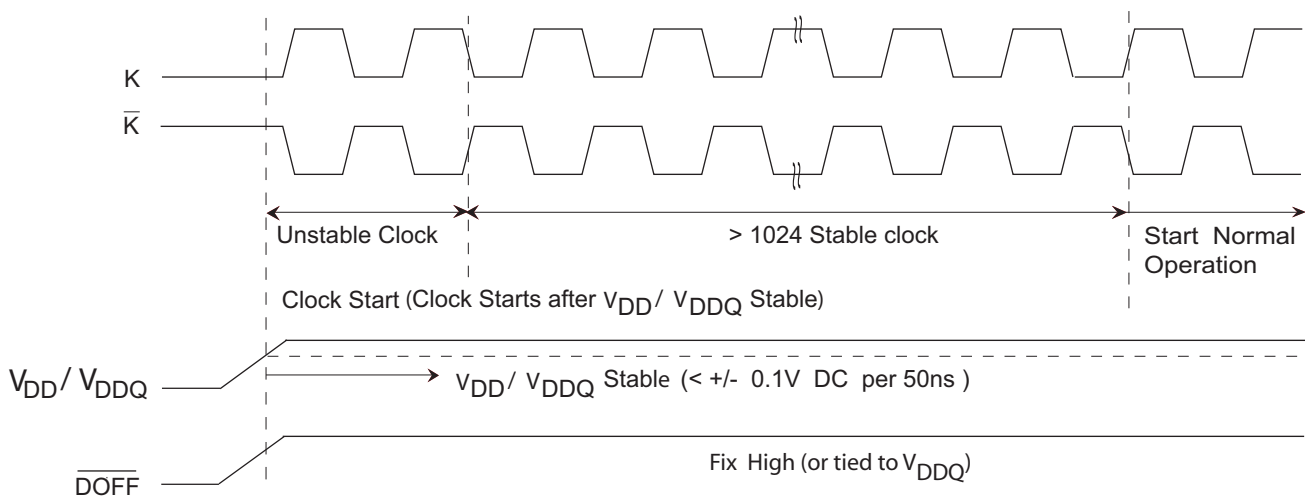 K
K̅
Unstable Clock
> 1024 Stable clock
Start Normal
Operation
Clock Start (Clock Starts after VDD / VDDQ Stable)
VDD / VDDQ
VDD / VDDQ Stable (< +/- 0.1V DC per 50ns )
D̅O̅F̅F̅
Fix High (or tied to VDDQ)